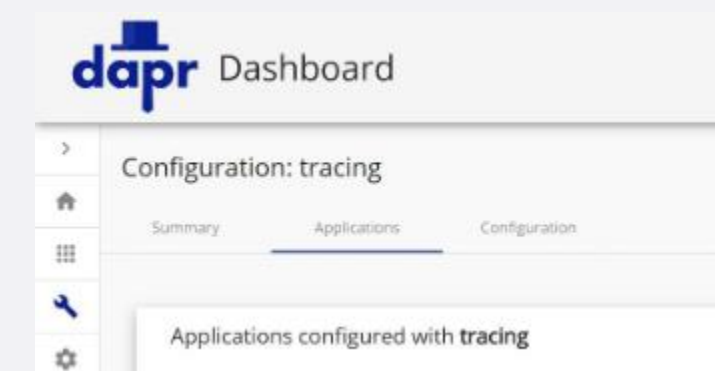 dapr Dashboard
Configuration: tracing
Summary Applications Configuration
Applications configured with tracing